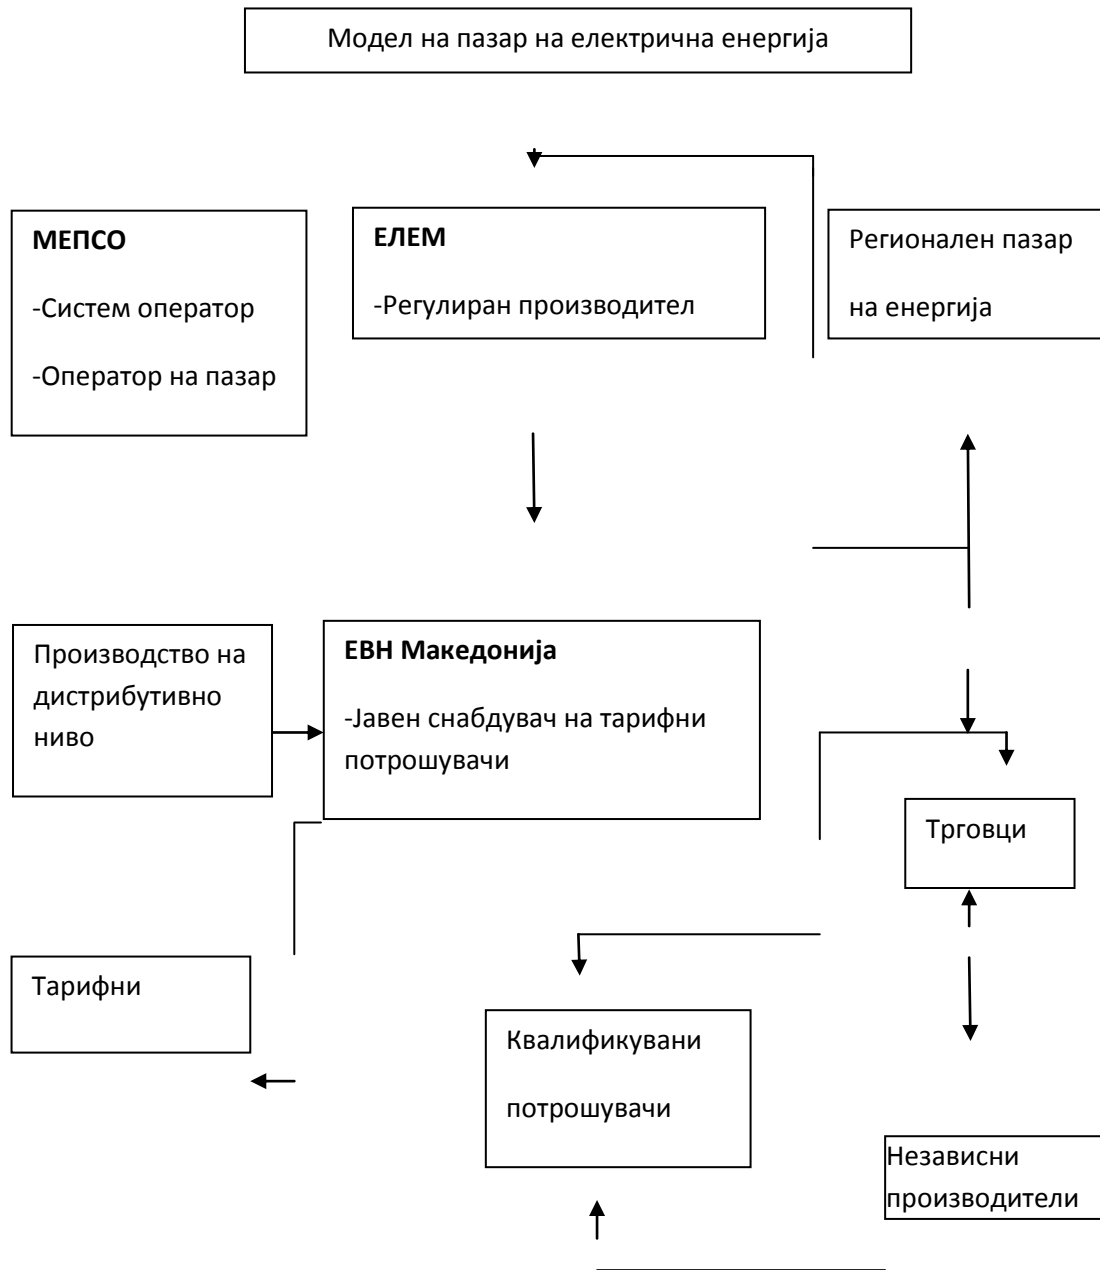 Модел на пазар на електрична енергија
МЕПСО
-Систем оператор
-Оператор на пазар
ЕЛЕМ
-Регулиран производител
Регионален пазар
на енергија
Производство на
дистрибутивно
ниво
ЕВН Македонија
-Јавен снабдувач на тарифни
потрошувачи
Трговци
Тарифни
Квалификувани
потрошувачи
Независни
производители